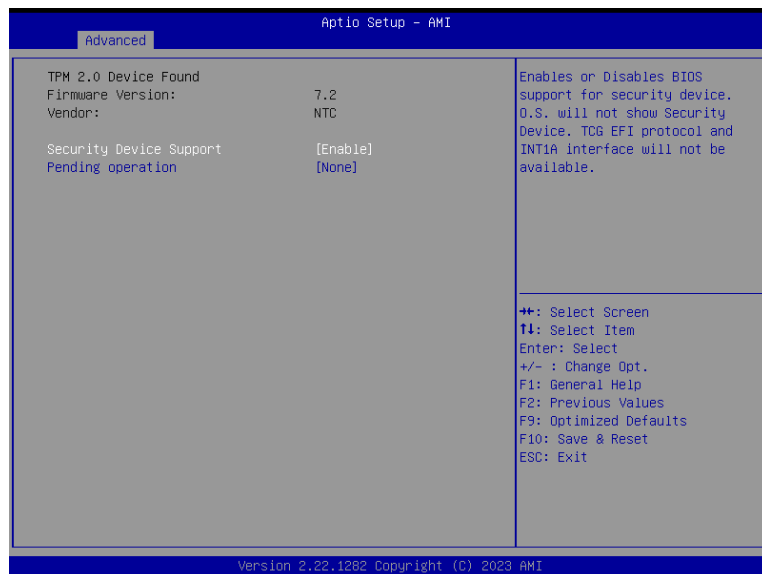 Aptio Setup – AMI
Advanced
TPM 2.0 Device Found
Firmware Version: 7.2
Vendor: NTC
Security Device Support [Enable]
Pending operation [None]
Enables or Disables BIOS
support for security device.
O.S. will not show Security
Device. TCG EFI protocol and
INT1A interface will not be
available.
→←: Select Screen
↑↓: Select Item
Enter: Select
+/- : Change Opt.
F1: General Help
F2: Previous Values
F9: Optimized Defaults
F10: Save & Reset
ESC: Exit
Version 2.22.1282 Copyright (C) 2023 AMI